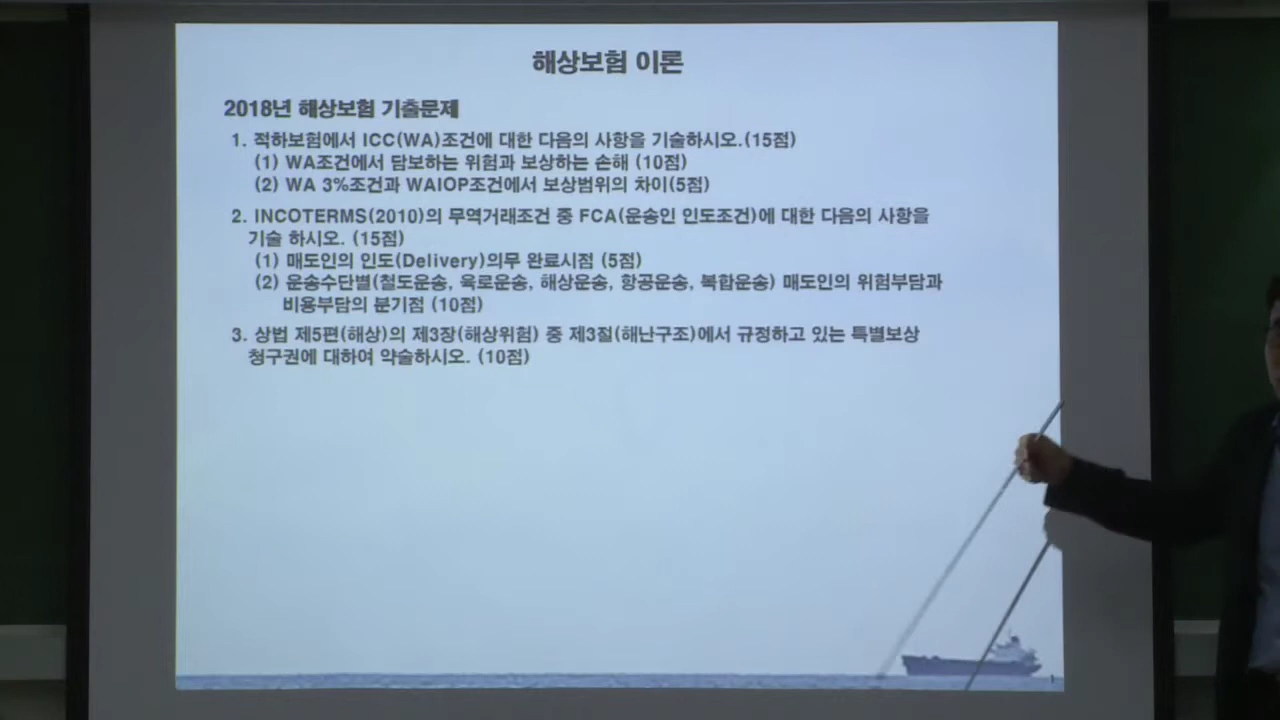 해상보험 이론
2018년 해상보험 기출문제
1. 적하보험에서 ICC(WA)조건에 대한 다음의 사항을 기술하시오.(15점)
(1) WA조건에서 담보하는 위험과 보상하는 손해 (10점)
(2) WA 3%조건과 WAIOP조건에서 보상범위의 차이(5점)
2. INCOTERMS(2010)의 무역거래조건 중 FCA(운송인 인도조건)에 대한 다음의 사항을
기술 하시오. (15점)
(1) 매도인의 인도(Delivery)의무 완료시점 (5점)
(2) 운송수단별(철도운송, 육로운송, 해상운송, 항공운송, 복합운송) 매도인의 위험부담과
비용부담의 분기점 (10점)
3. 상법 제5편(해상)의 제3장(해상위험) 중 제3절(해난구조)에서 규정하고 있는 특별보상
청구권에 대하여 약술하시오. (10점)